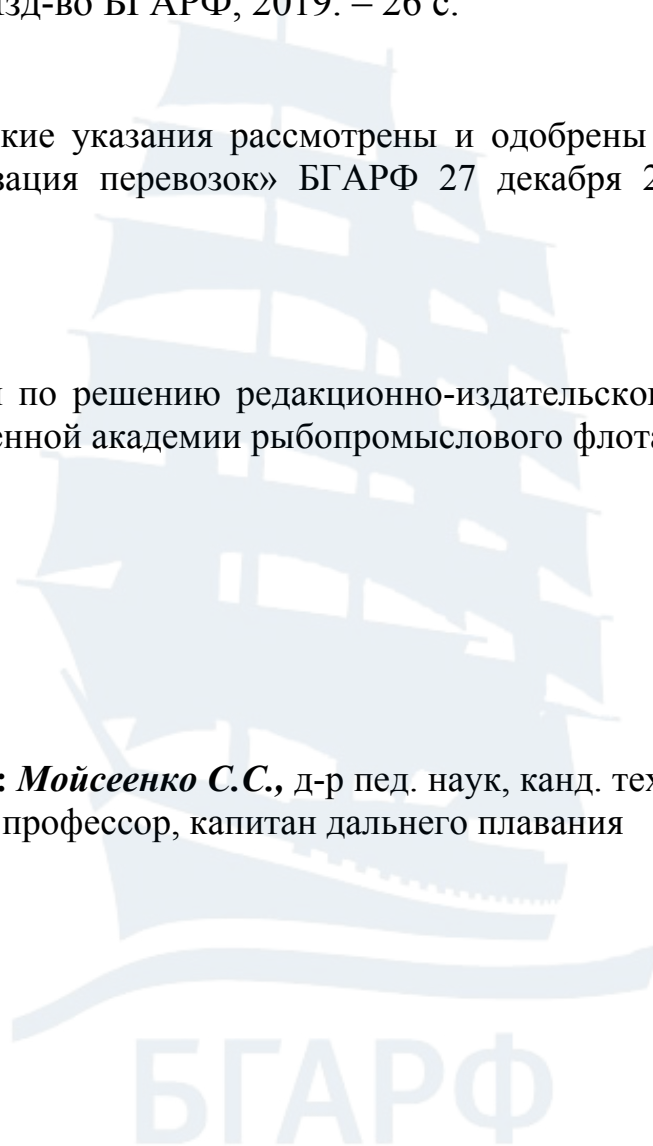 зд-во БГАРФ, 2019. – 26 с.
кие указания рассмотрены и одобрены
зация перевозок» БГАРФ 27 декабря 2
по решению редакционно-издательског
енной академии рыбопромыслового флота
: Мойсеенко С.С., д-р пед. наук, канд. тех
профессор, капитан дальнего плавания
БГАРФ